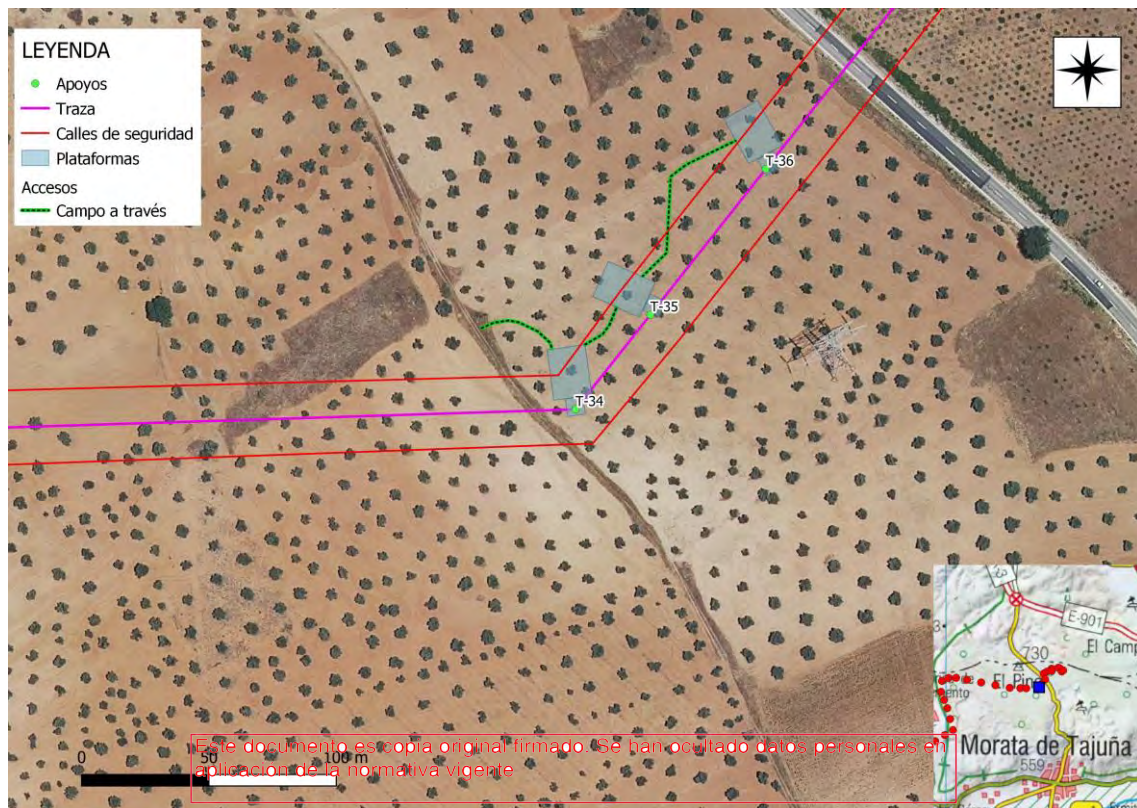 LEYENDA
Apoyos
Traza
Calles de seguridad
Plataformas
Accesos
Campo a través
T-36
T-35
T-34
0 50 100 m
Este documento es copia original firmado. Se han ocultado datos personales en
aplicación de la normativa vigente
E-901
El Camp
730
El Pin
Morata de Tajuña
559